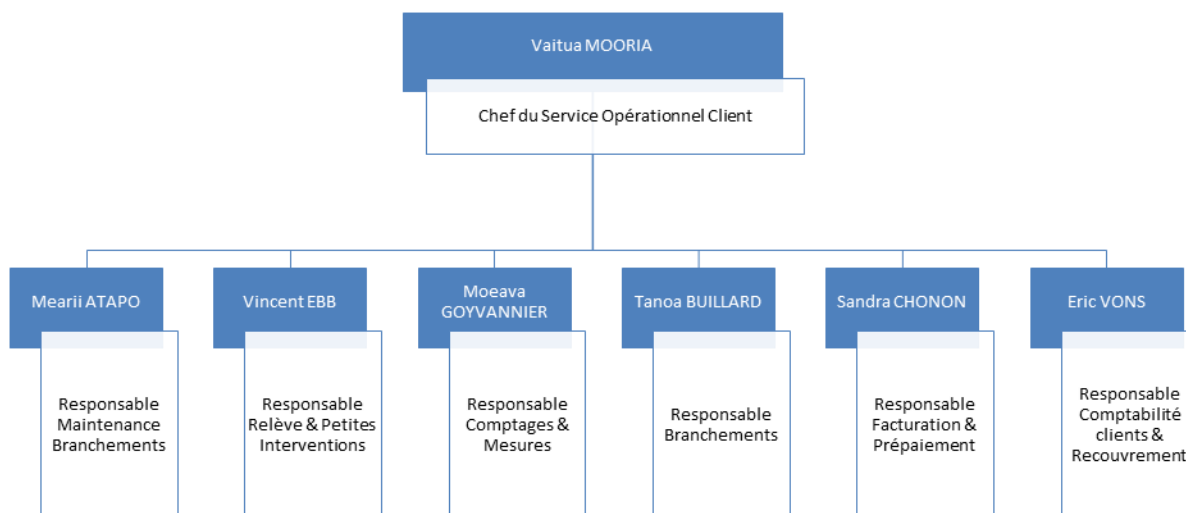 Vaitua MOORIA
Chef du Service Opérationnel Client
Mearii ATAPO
Responsable
Maintenance
Branchements
Vincent EBB
Responsable
Relève & Petites
Interventions
Moeava
GOYVANNIER
Responsable
Comptages &
Mesures
Tanoa BUILLARD
Responsable
Branchements
Sandra CHONON
Responsable
Facturation &
Prépaiement
Eric VONS
Responsable
Comptabilité
clients &
Recouvrement